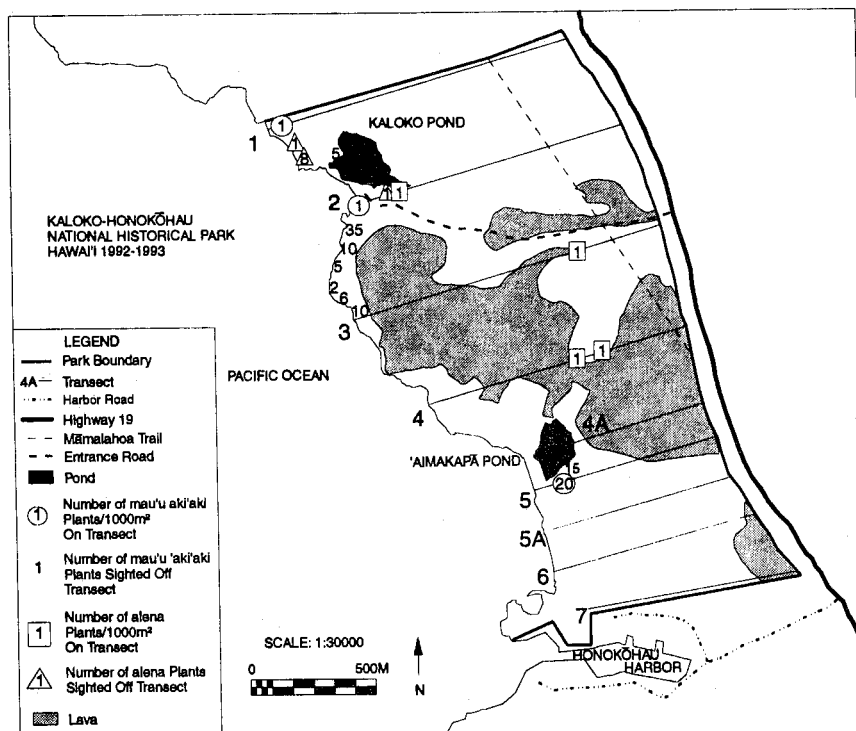 KALOKO POND
1
1
1
8
5
1
1
2
1
KALOKO-HONOKŌHAU
NATIONAL HISTORICAL PARK
HAWAI'I 1992-1993
35
10
5
2
6
10
3
1
1
1
PACIFIC OCEAN
4
4A
'AIMAKAPĀ POND
15
20
5
5A
6
7
HONOKŌHAU
HARBOR
SCALE: 1:30000
0 500M
N
LEGEND
Park Boundary
4A Transect
Harbor Road
Highway 19
Māmalahoa Trail
Entrance Road
Pond
1 Number of mau'u aki'aki
Plants/1000m²
On Transect
1 Number of mau'u 'aki'aki
Plants Sighted Off
Transect
1 Number of alena
Plants/1000m²
On Transect
1 Number of alena Plants
Sighted Off Transect
Lava